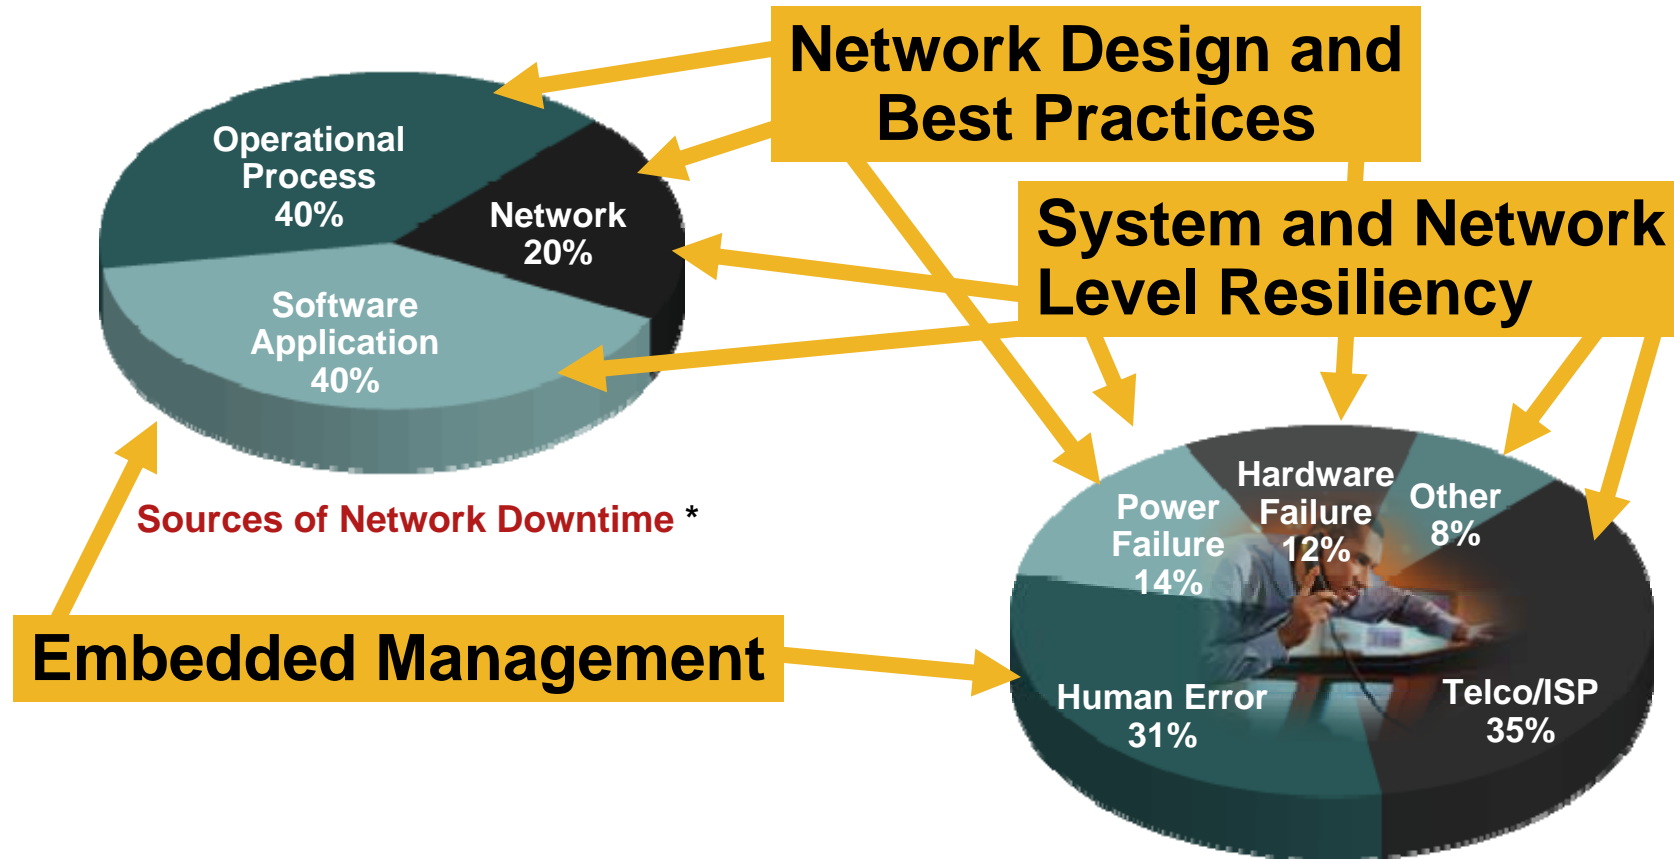 Network Design and
Best Practices
Operational
Process
40%
Network
20%
System and Network
Level Resiliency
Software
Application
40%
Sources of Network Downtime *
Hardware
Failure
12%
Other
8%
Power
Failure
14%
Embedded Management
Human Error
31%
Telco/ISP
35%